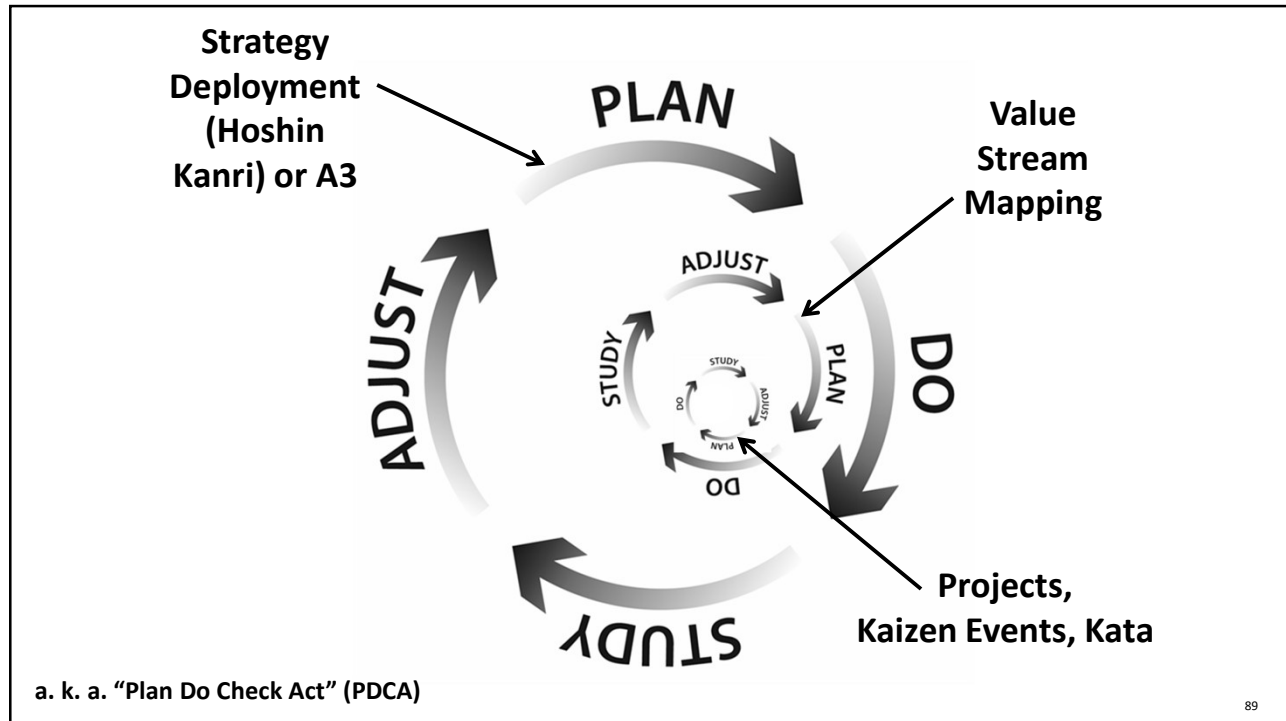 Strategy
Deployment
(Hoshin
Kanri) or A3
PLAN
Value
Stream
Mapping
ADJUST
DO
STUDY
ADJUST
PLAN
DO
STUDY
STUDY
ADJUST
PLAN
DO
Projects,
Kaizen Events, Kata
a. k. a. “Plan Do Check Act” (PDCA)
89